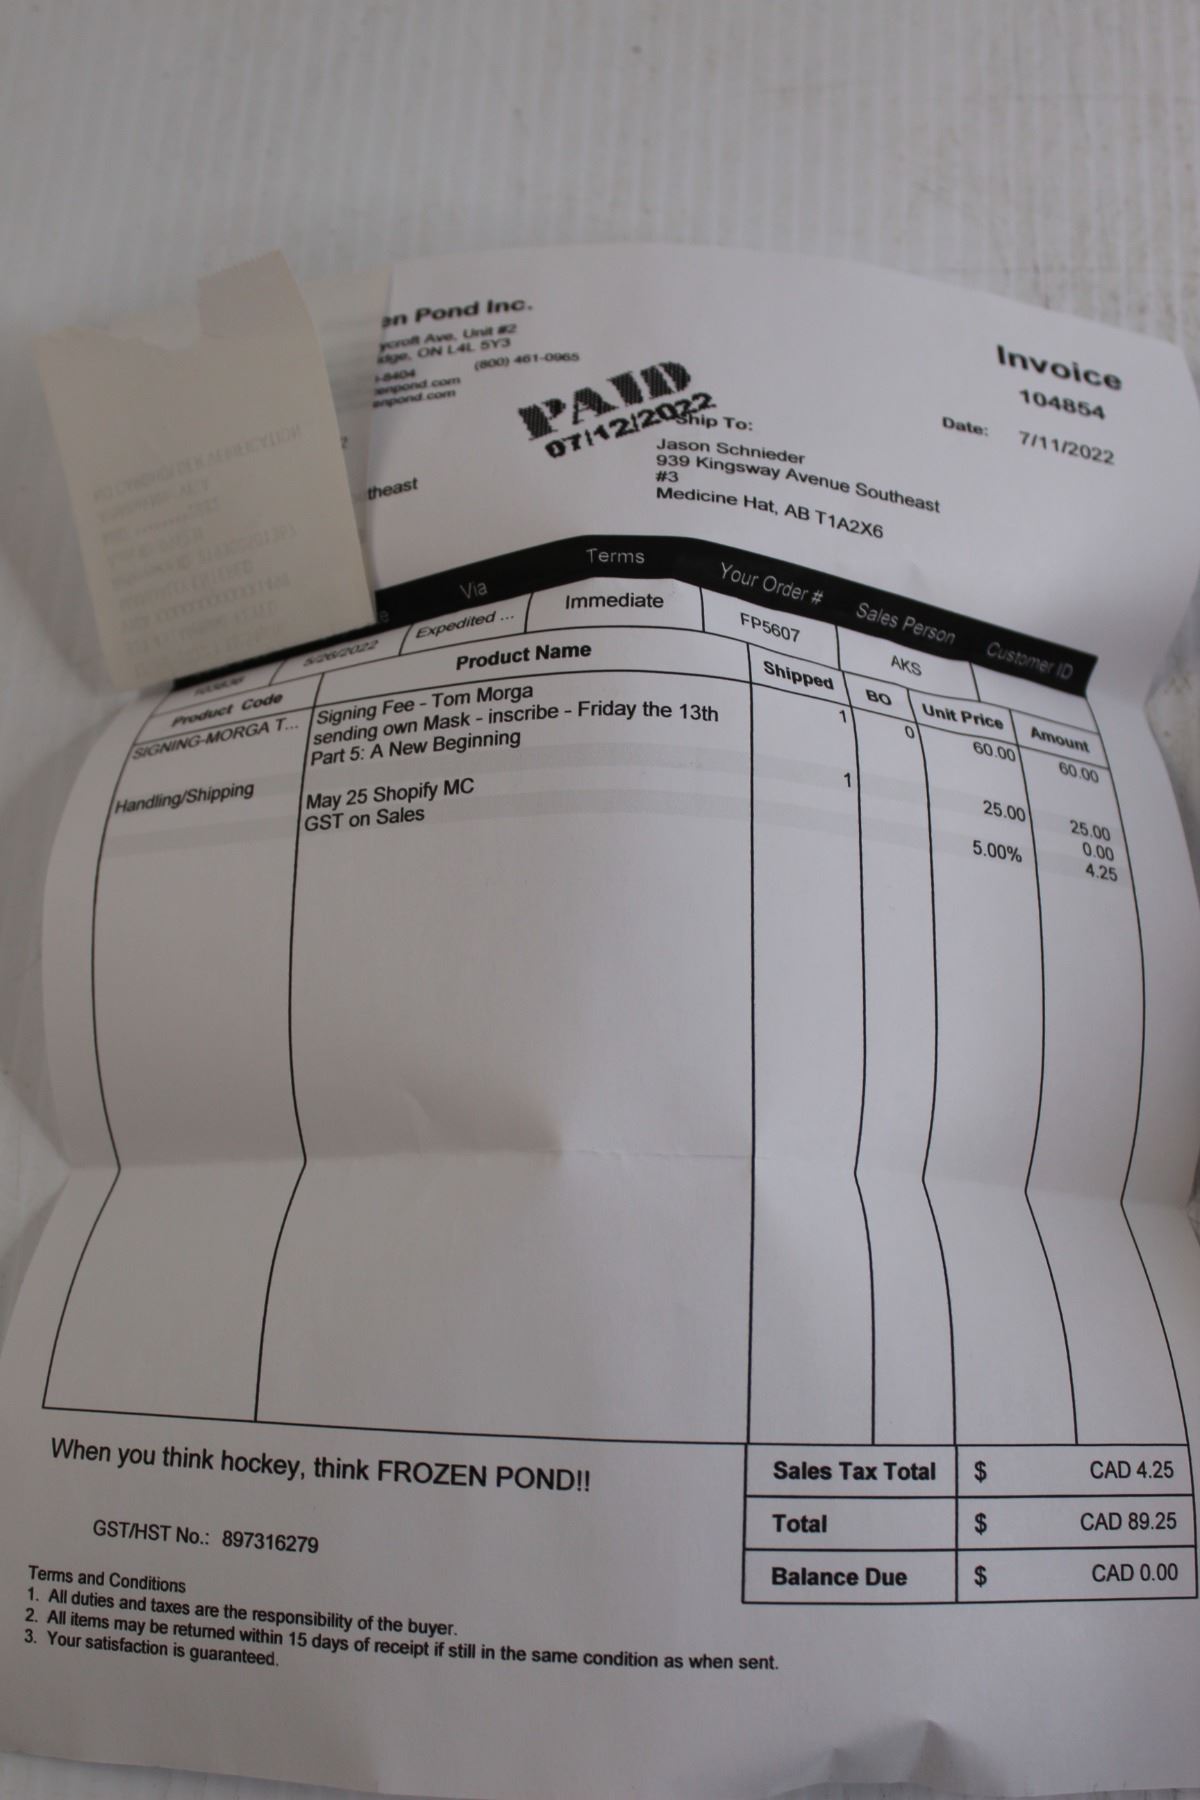 en Pond Inc.
ycroft Ave, Unit #2
dge, ON L4L 5Y3
-8404 (800) 461-0965
enpond.com
enpond.com
PAID
07/12/2022
Invoice
104854
Date: 7/11/2022
Ship To:
Jason Schnieder
939 Kingsway Avenue Southeast
#3
Medicine Hat, AB T1A2X6
theast
Via Terms Your Order # Sales Person Customer ID
5/26/2022 Expedited ... Immediate FP5607 AKS
Product Code Product Name Shipped BO Unit Price Amount
SIGNING-MORGA T... Signing Fee - Tom Morga 1 0 60.00 60.00
sending own Mask - inscribe - Friday the 13th
Part 5: A New Beginning
Handling/Shipping May 25 Shopify MC 1 25.00 25.00
0.00
GST on Sales 5.00% 4.25
When you think hockey, think FROZEN POND!!
GST/HST No.: 897316279
Sales Tax Total $ CAD 4.25
Total $ CAD 89.25
Balance Due $ CAD 0.00
Terms and Conditions
1. All duties and taxes are the responsibility of the buyer.
2. All items may be returned within 15 days of receipt if still in the same condition as when sent.
3. Your satisfaction is guaranteed.